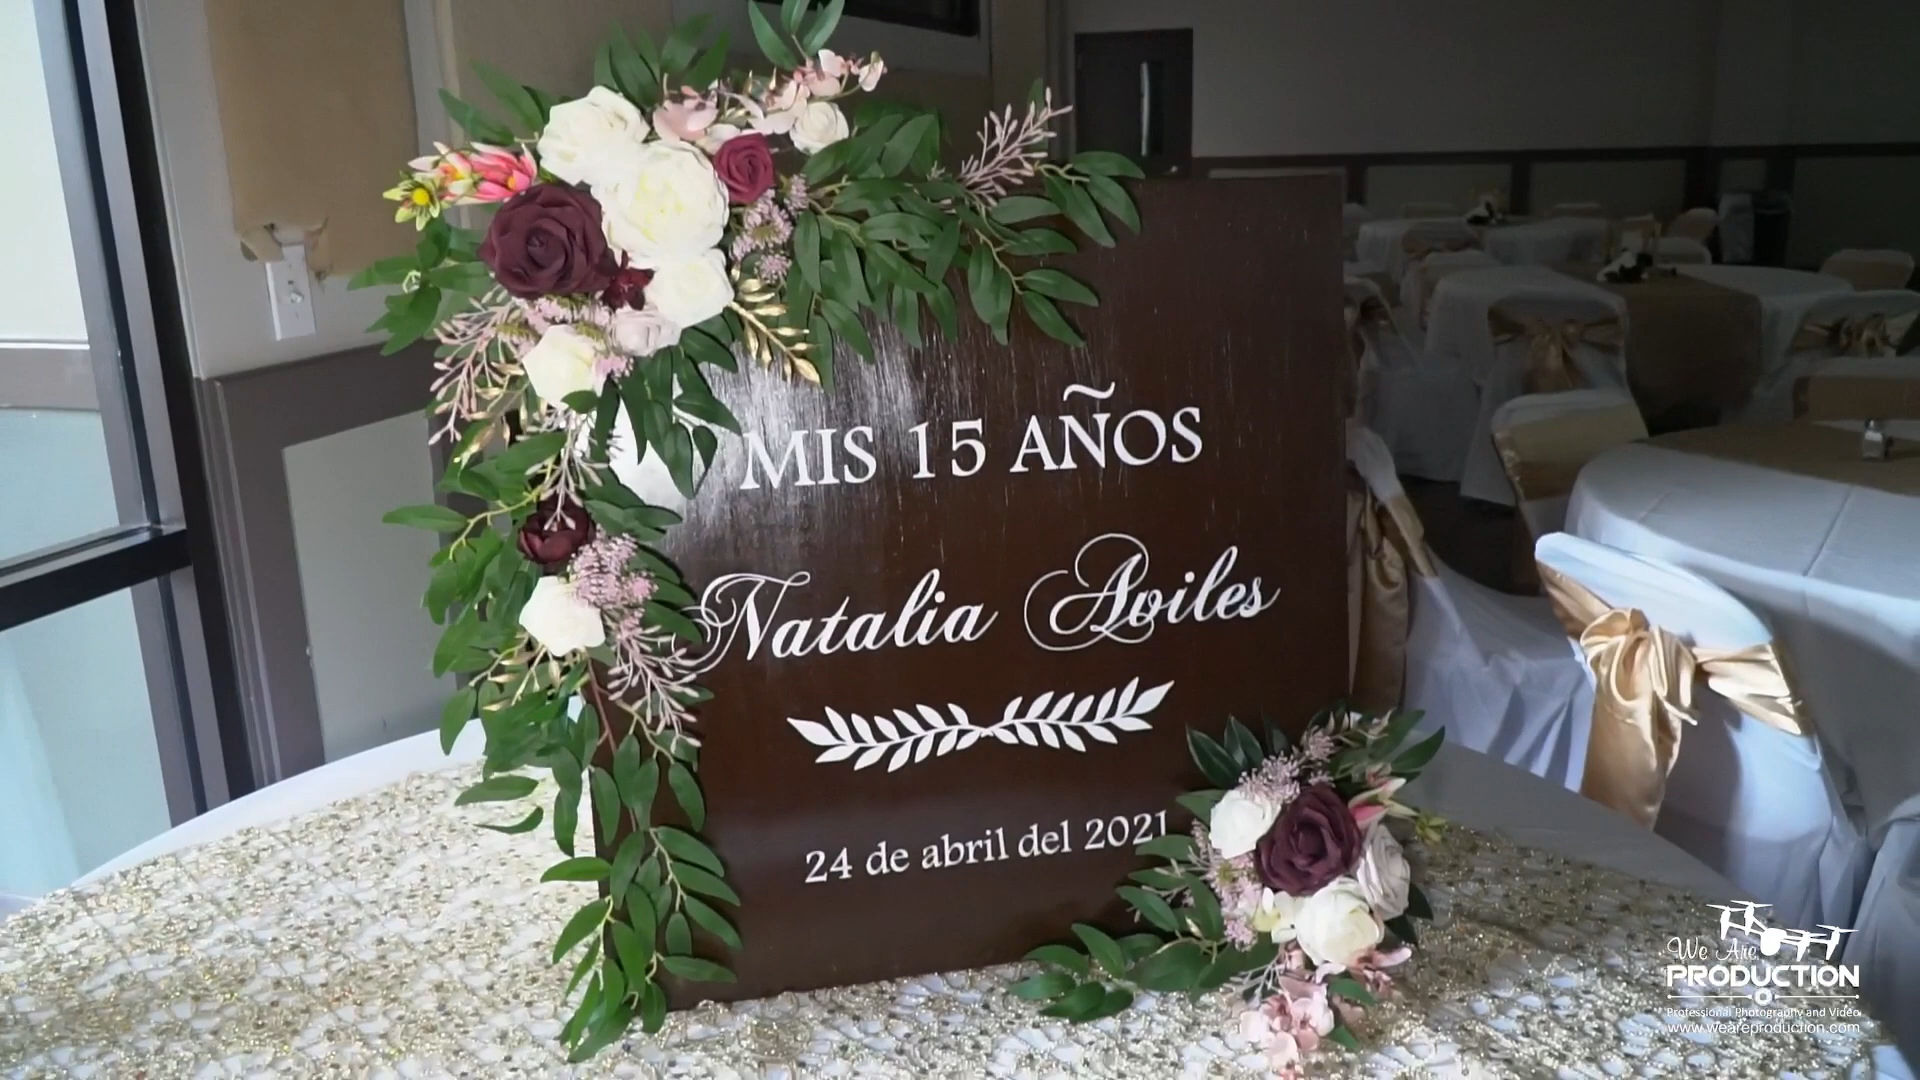 MIS 15 AÑOS
Natalia Aviles
24 de abril del 2021
We Are
PRODUCTION
Professional Photography and Video
www.weareproduction.com